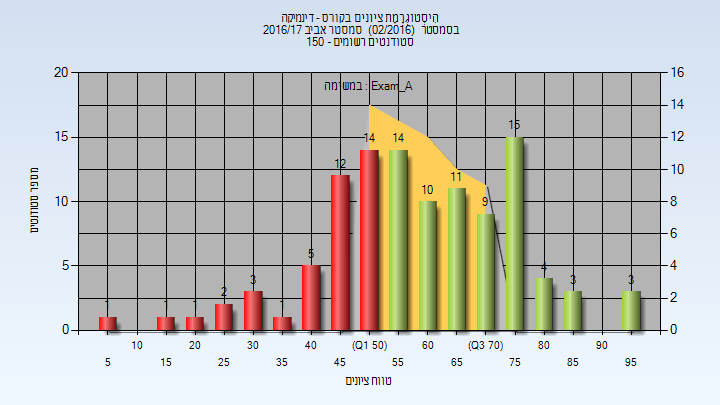 היסטוגרמת ציונים בקורס - דינמיקה
בסמסטר (02/2016) סמסטר אביב 2016/17
סטודנטים רשומים - 150
במשימה : Exam_A
20 15 10 5 0
מספר סטודנטים
16 14 12 10 8 6 4 2 0
1 1 1 2 3 1 5 12 14 14 10 11 9 15 4 3 3
10 20 30 40 (Q1 50) 60 (Q3 70) 80 90
5 15 25 35 45 55 65 75 85 95
טווח ציונים